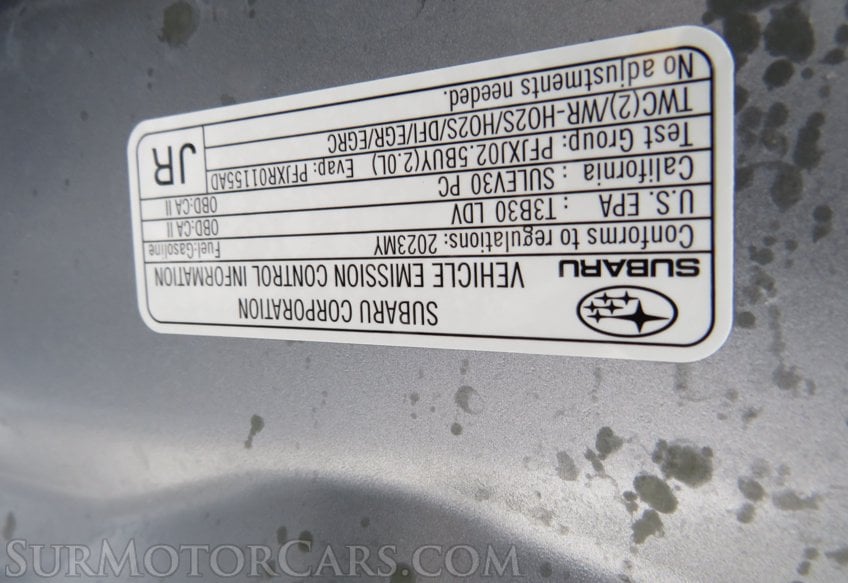 SUBARU CORPORATION
SUBARU VEHICLE EMISSION CONTROL INFORMATION
Conforms to regulations: 2023MY Fuel:Gasoline
U.S. EPA : T3B30 LDV OBD:CA II
California : SULEV30 PC OBD:CA II
Test Group: PFJXJ02.5BUY(2.0L) Evap: PFJXR01155AD
TWC(2)/WR-HO2S/HO2S/DFI/EGR/EGRC
No adjustments needed.
JR
SURMOTORCARS.COM